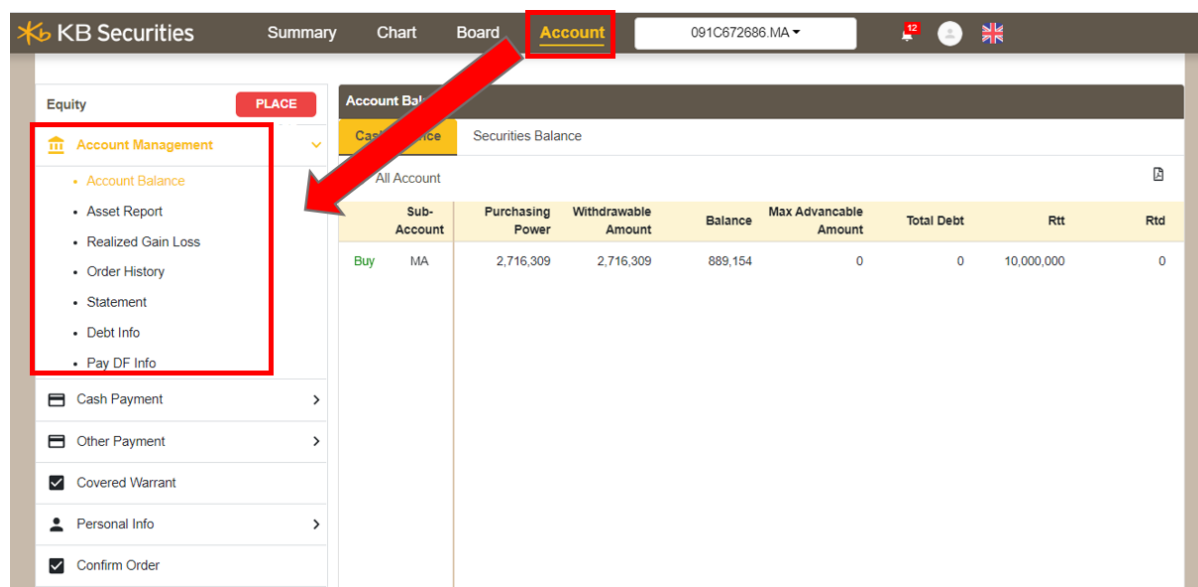 KB Securities Summary Chart Board Account 091C672686.MA 12
Equity PLACE
Account Management
Account Balance
Asset Report
Realized Gain Loss
Order History
Statement
Debt Info
Pay DF Info
Cash Payment
Other Payment
Covered Warrant
Personal Info
Confirm Order
Account
Securities Balance
All Account
Sub-Account Purchasing Power Withdrawable Amount Balance Max Advancable Amount Total Debt Rtt Rtd
Buy MA 2,716,309 2,716,309 889,154 0 0 10,000,000 0